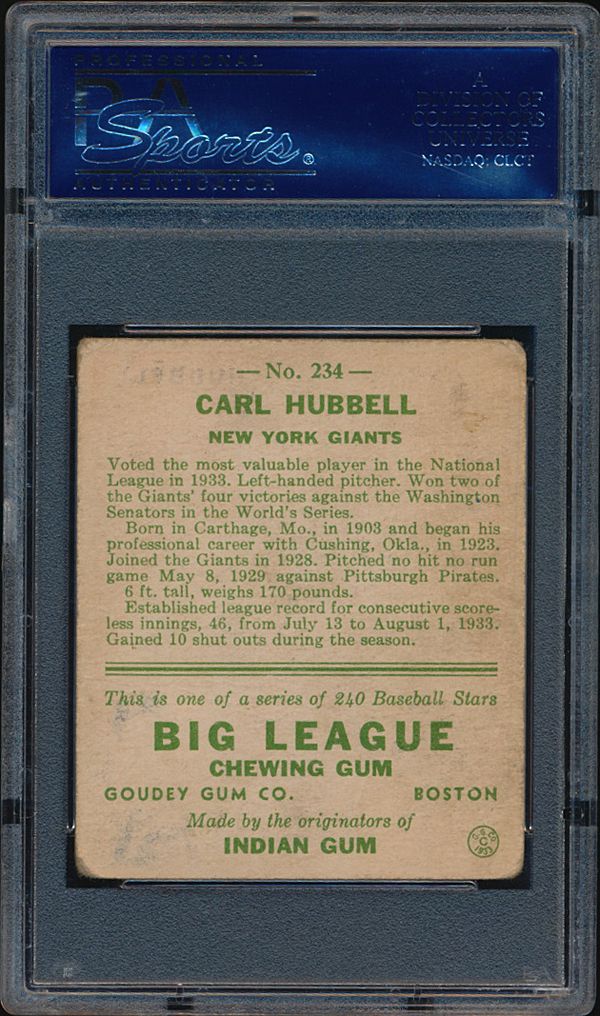 PROFESSIONAL
PSA
Sports®
AUTHENTICATOR
A
DIVISION OF
COLLECTORS
UNIVERSE
NASDAQ: CLCT
— No. 234 —
CARL HUBBELL
NEW YORK GIANTS
Voted the most valuable player in the National
League in 1933. Left-handed pitcher. Won two of
the Giants' four victories against the Washington
Senators in the World's Series.
Born in Carthage, Mo., in 1903 and began his
professional career with Cushing, Okla., in 1923.
Joined the Giants in 1928. Pitched no hit no run
game May 8, 1929 against Pittsburgh Pirates.
6 ft. tall, weighs 170 pounds.
Established league record for consecutive score-
less innings, 46, from July 13 to August 1, 1933.
Gained 10 shut outs during the season.
This is one of a series of 240 Baseball Stars
BIG LEAGUE
CHEWING GUM
GOUDEY GUM CO. BOSTON
Made by the originators of
INDIAN GUM
G. G. CO.
C
1933